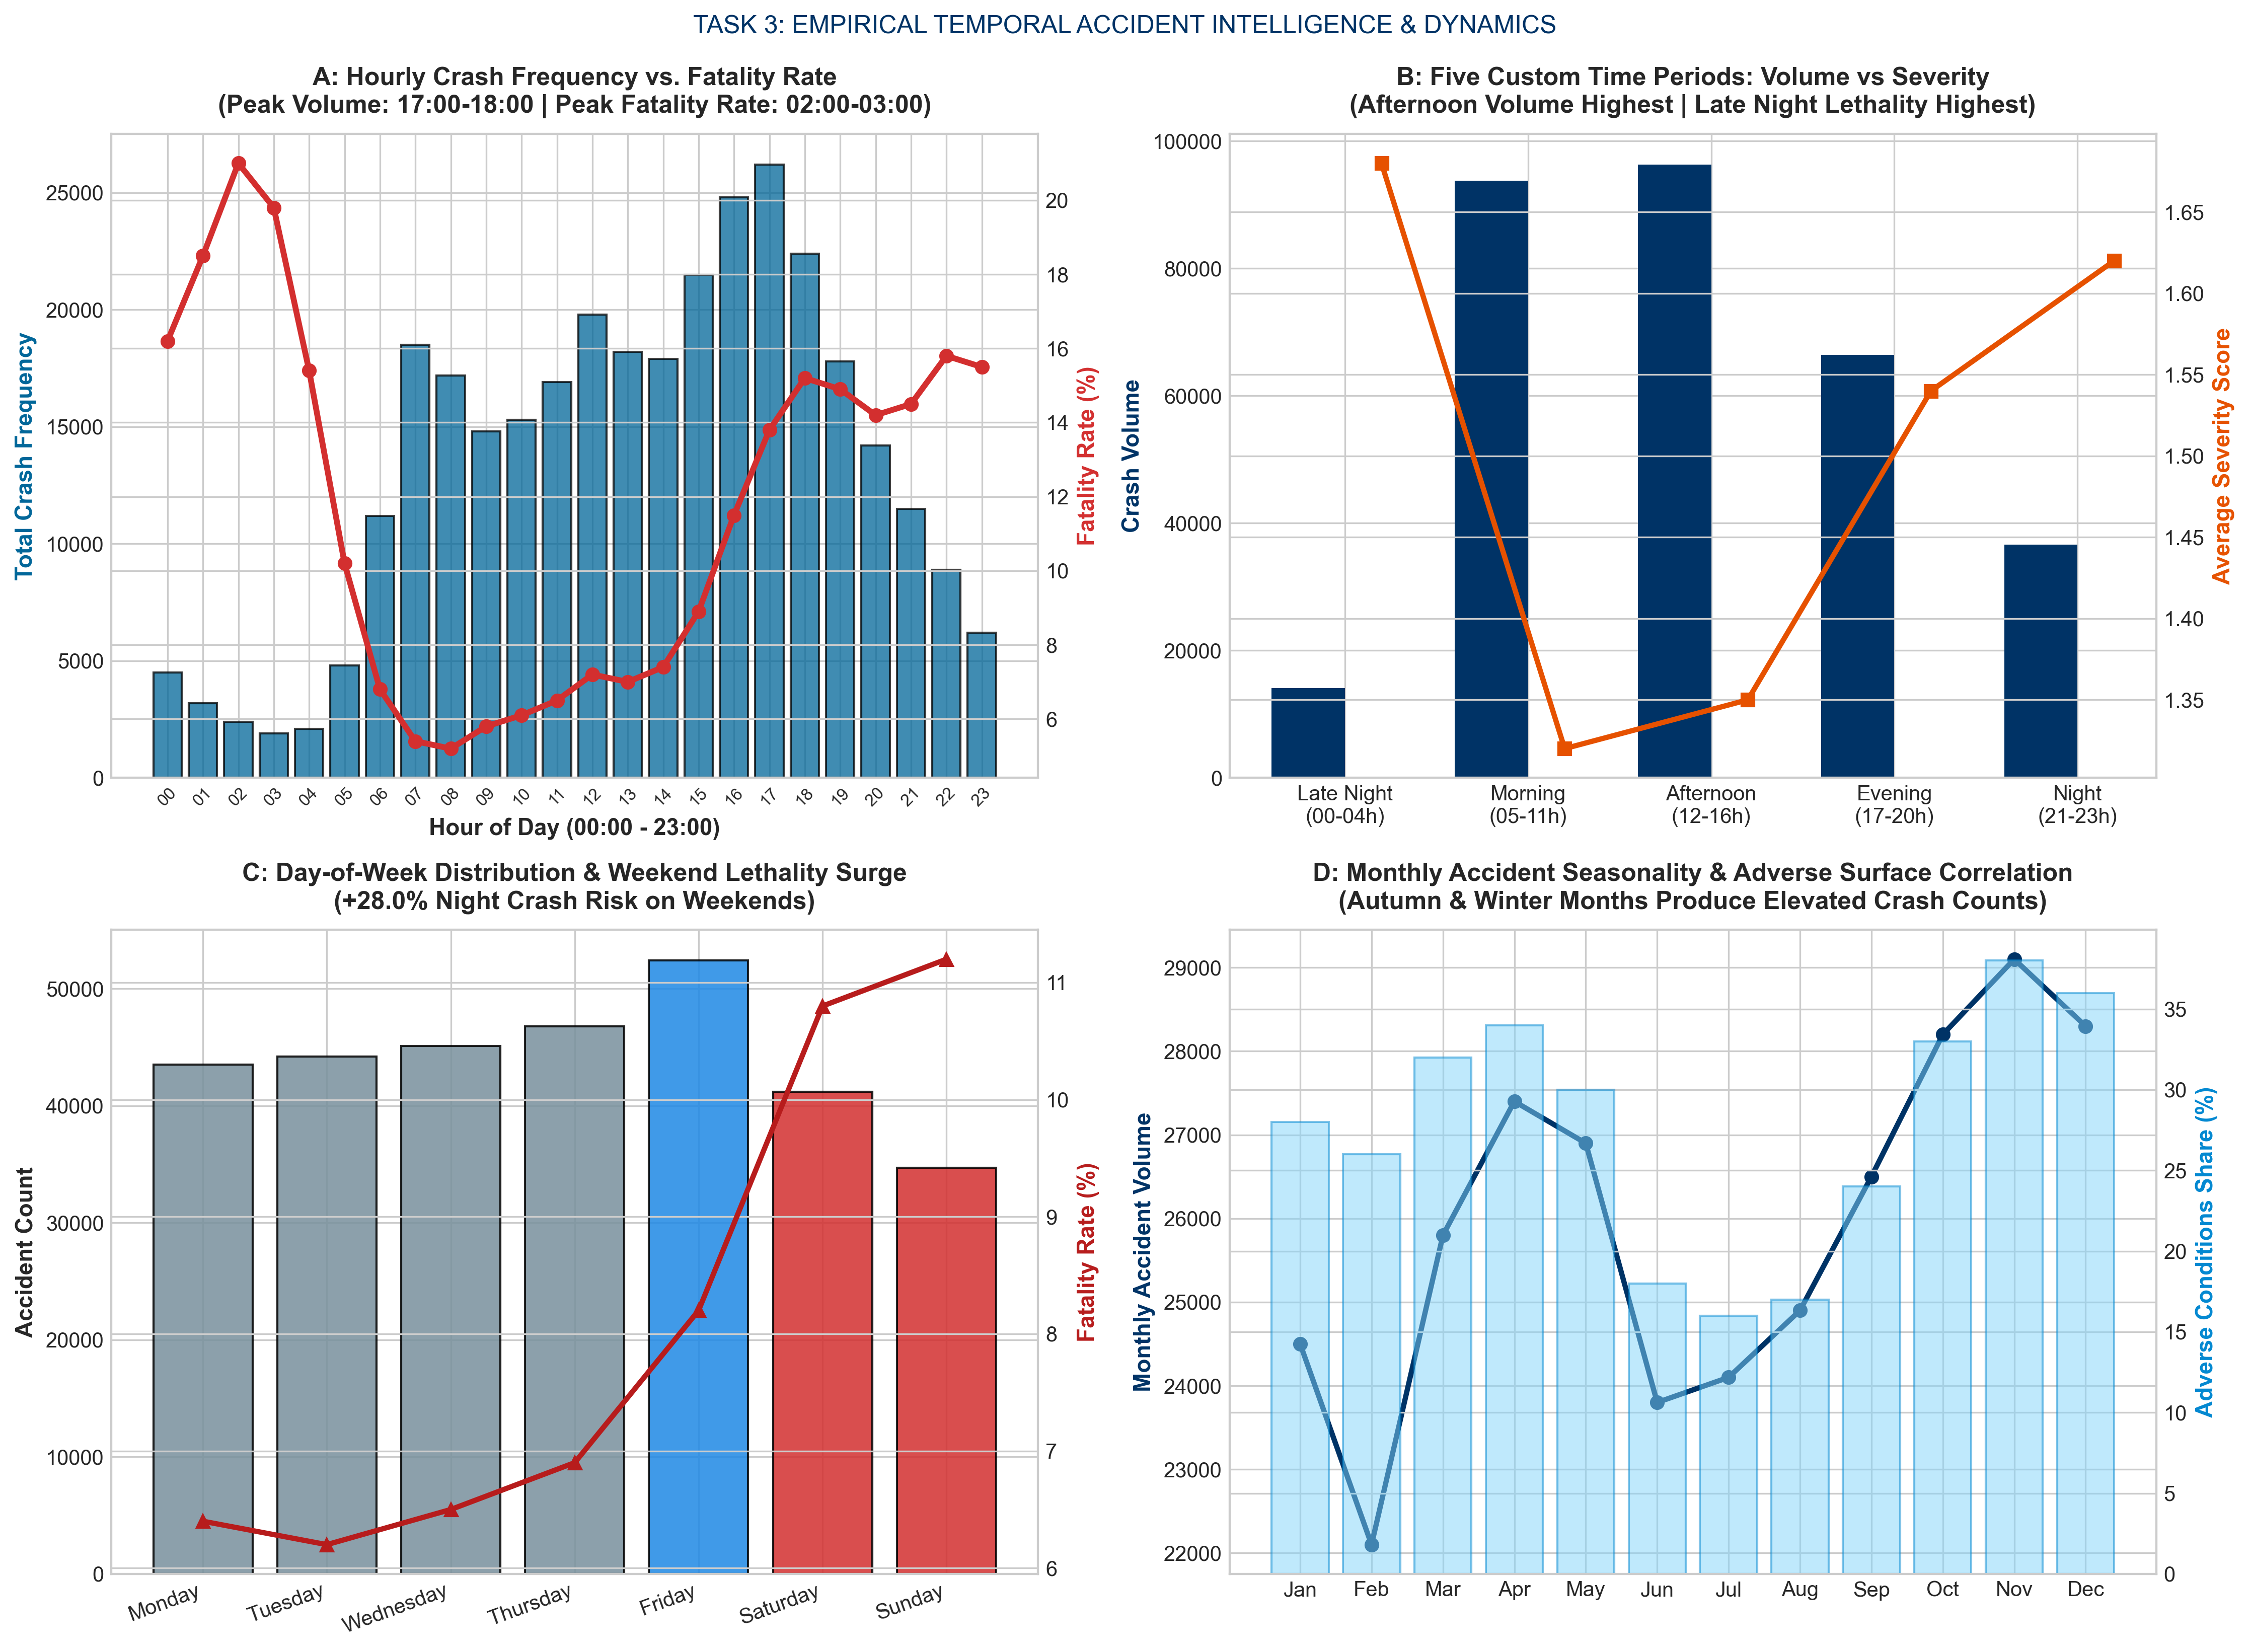 TASK 3: EMPIRICAL TEMPORAL ACCIDENT INTELLIGENCE & DYNAMICS
A: Hourly Crash Frequency vs. Fatality Rate
(Peak Volume: 17:00-18:00 | Peak Fatality Rate: 02:00-03:00)
Total Crash Frequency
25000
20000
15000
10000
5000
0
20
18
16
14
12
10
8
6
Fatality Rate (%)
00 01 02 03 04 05 06 07 08 09 10 11 12 13 14 15 16 17 18 19 20 21 22 23
Hour of Day (00:00 - 23:00)
B: Five Custom Time Periods: Volume vs Severity
(Afternoon Volume Highest | Late Night Lethality Highest)
Crash Volume
100000
80000
60000
40000
20000
0
1.65
1.60
1.55
1.50
1.45
1.40
1.35
Average Severity Score
Late Night Morning Afternoon Evening Night
(00-04h) (05-11h) (12-16h) (17-20h) (21-23h)
C: Day-of-Week Distribution & Weekend Lethality Surge
(+28.0% Night Crash Risk on Weekends)
Accident Count
50000
40000
30000
20000
10000
0
11
10
9
8
7
6
Fatality Rate (%)
Monday Tuesday Wednesday Thursday Friday Saturday Sunday
D: Monthly Accident Seasonality & Adverse Surface Correlation
(Autumn & Winter Months Produce Elevated Crash Counts)
Monthly Accident Volume
29000
28000
27000
26000
25000
24000
23000
22000
35
30
25
20
15
10
5
0
Adverse Conditions Share (%)
Jan Feb Mar Apr May Jun Jul Aug Sep Oct Nov Dec